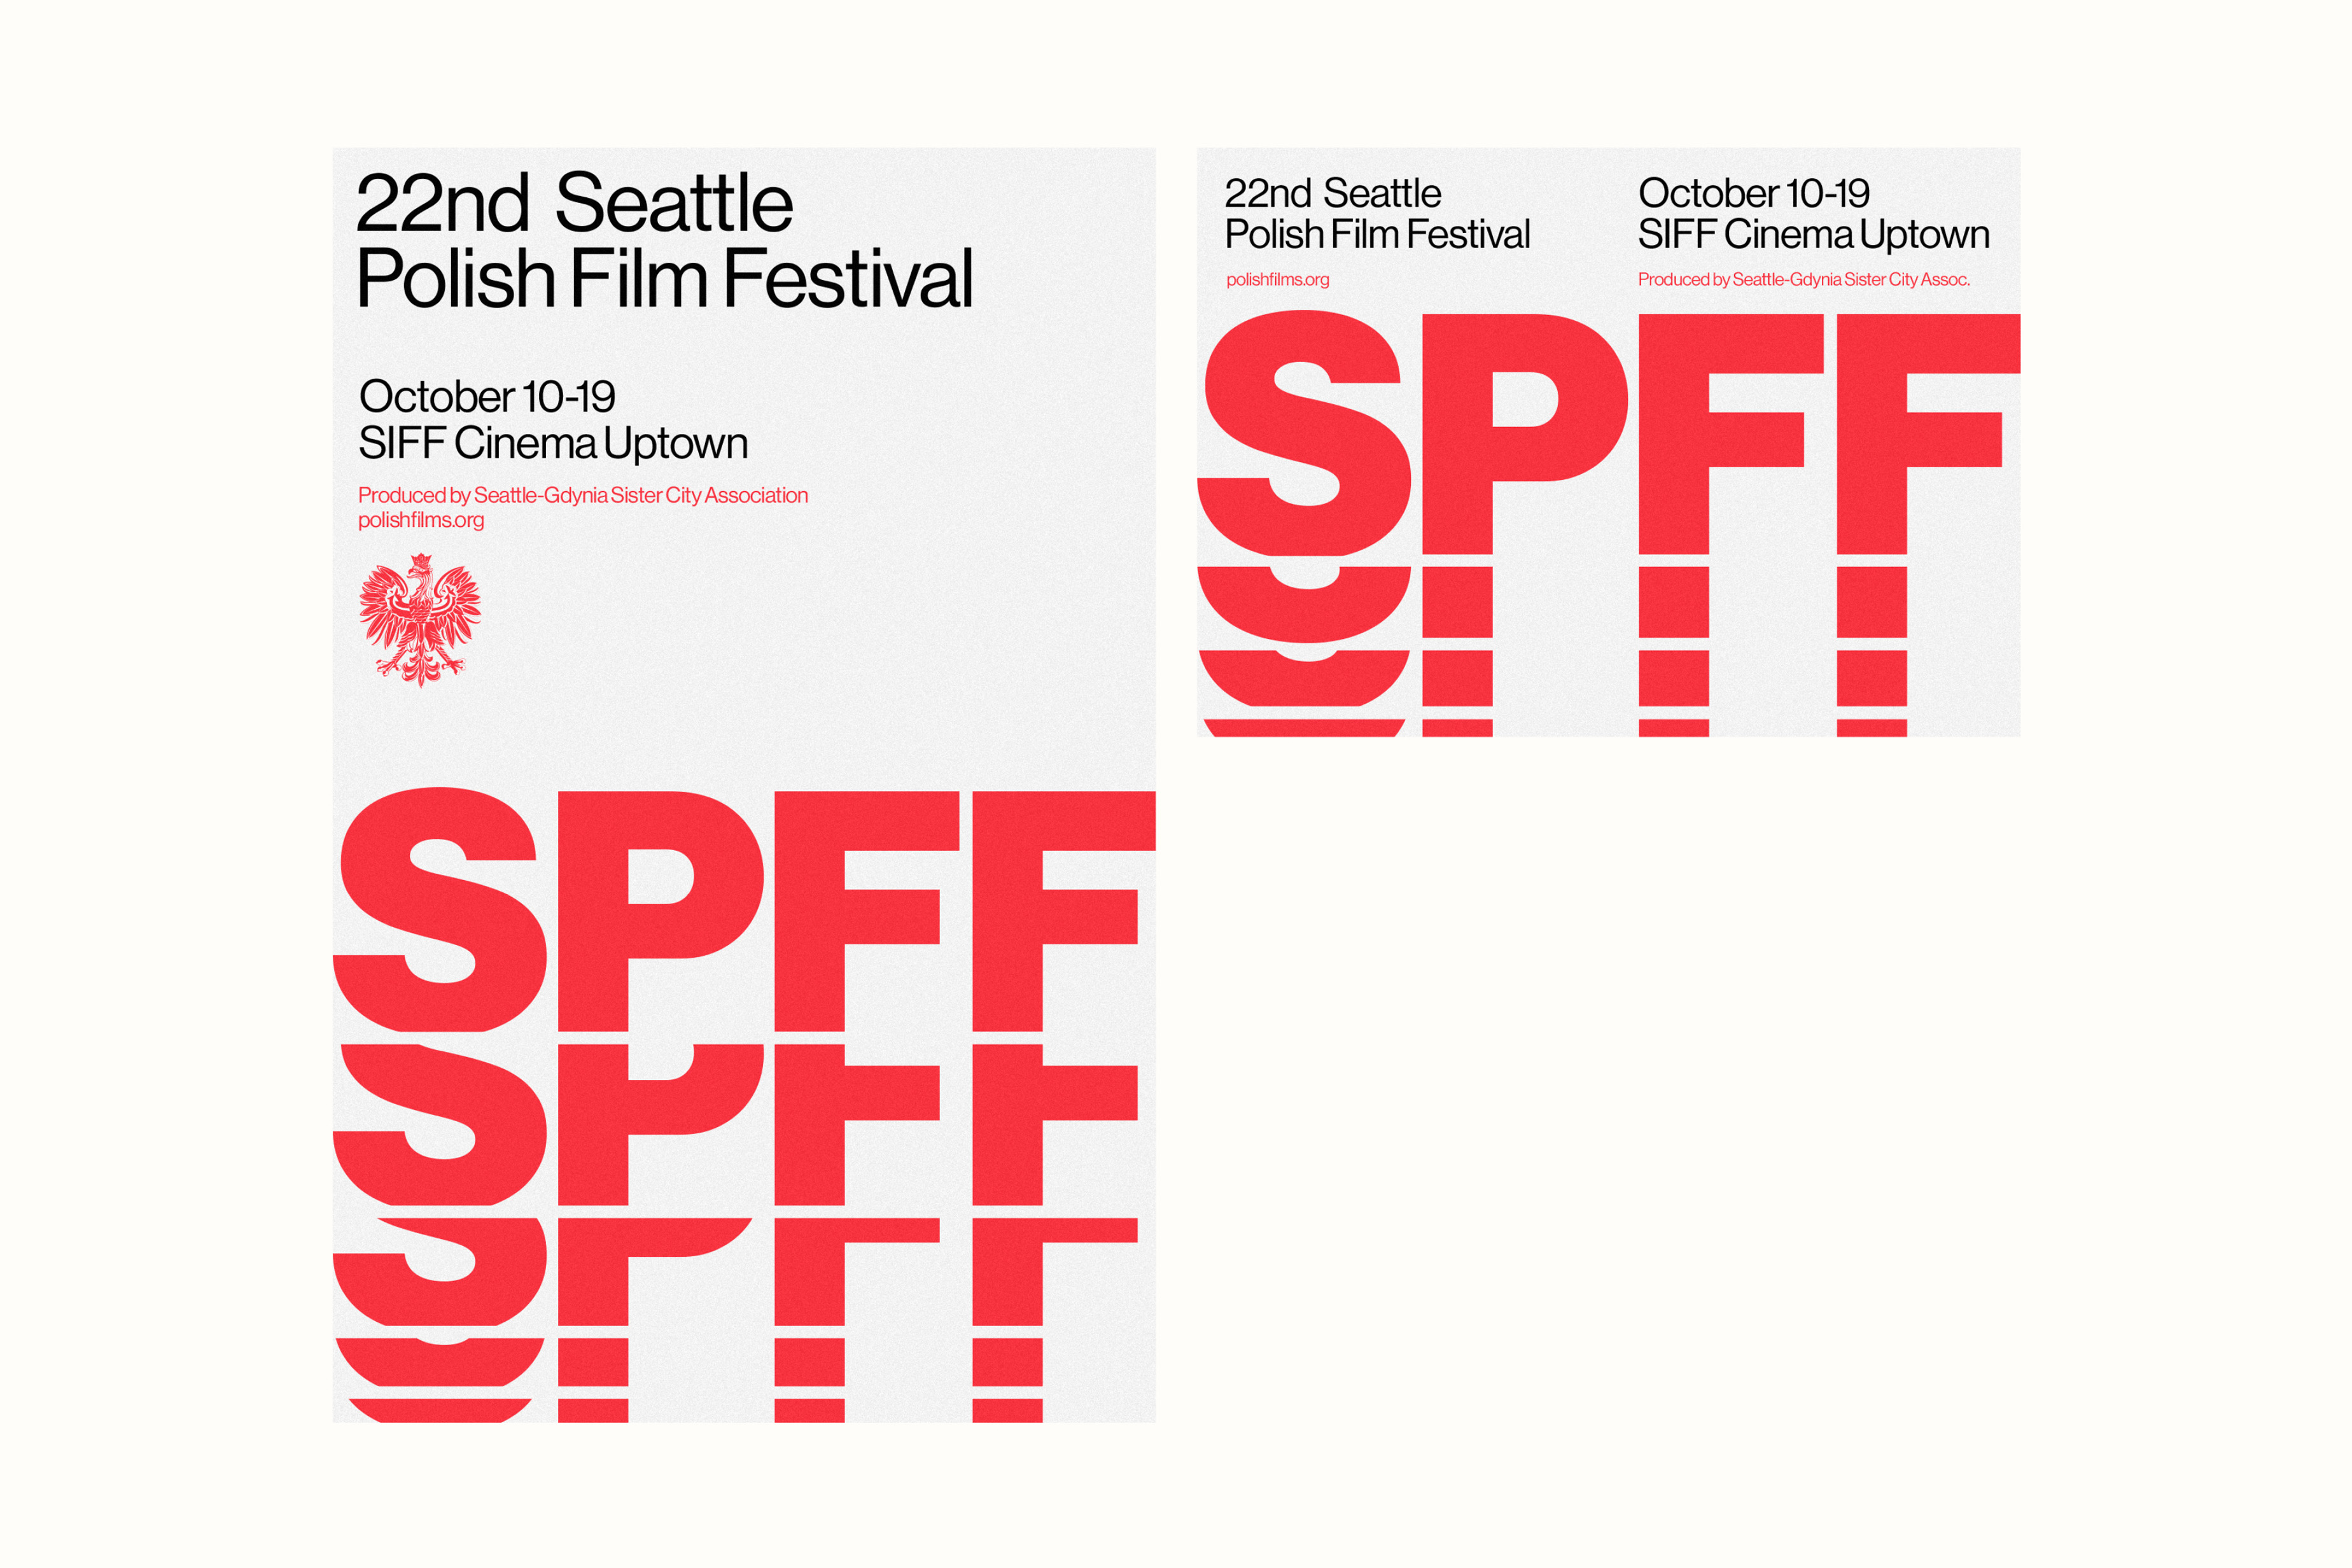 22nd Seattle
Polish Film Festival
October 10-19
SIFF Cinema Uptown
Produced by Seattle-Gdynia Sister City Association
polishfilms.org
SPFF
SPFF
22nd Seattle
Polish Film Festival
polishfilms.org
October 10-19
SIFF Cinema Uptown
Produced by Seattle-Gdynia Sister City Assoc.
SPFF